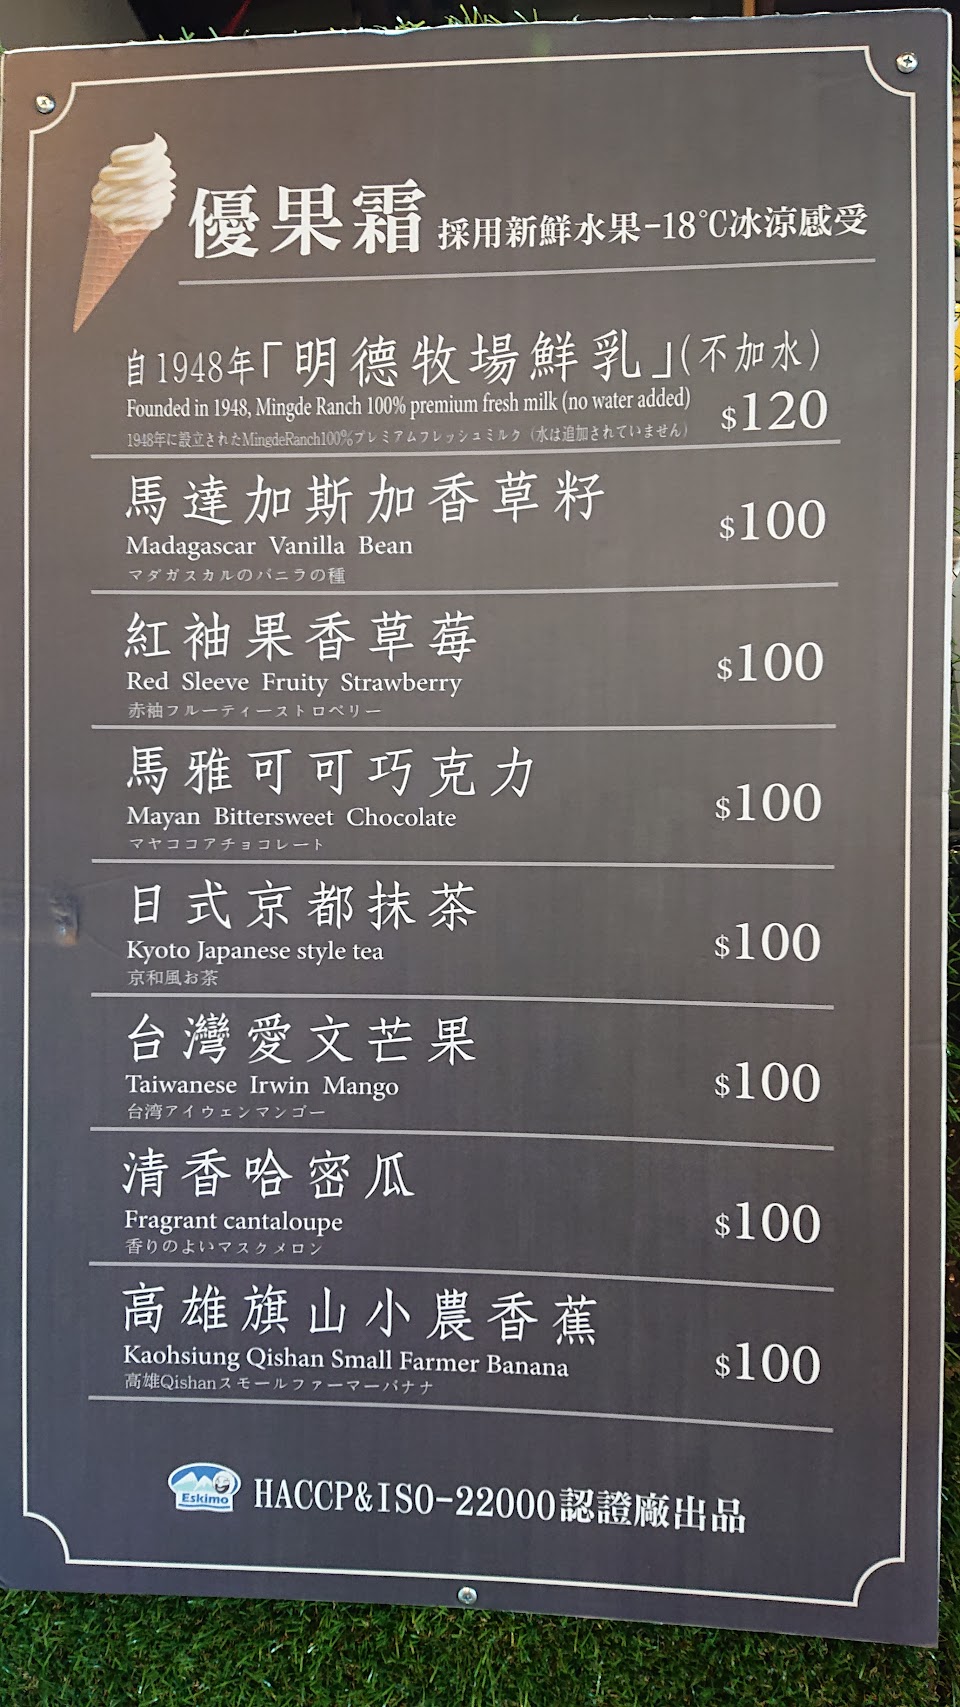 優果霜 採用新鮮水果-18℃冰涼感受
自1948年「明德牧場鮮乳」(不加水)
Founded in 1948, Mingde Ranch 100% premium fresh milk (no water added)
$120
1948年に設立されたMingdeRanch100%プレミアムフレッシュミルク（水は追加されていません）
馬達加斯加香草籽
$100
Madagascar Vanilla Bean
マダガスカルのバニラの種
紅袖果香草莓
$100
Red Sleeve Fruity Strawberry
赤袖フルーティーストロベリー
馬雅可可巧克力
$100
Mayan Bittersweet Chocolate
マヤココアチョコレート
日式京都抹茶
$100
Kyoto Japanese style tea
京和風お茶
台灣愛文芒果
$100
Taiwanese Irwin Mango
台湾アイウェンマンゴー
清香哈密瓜
$100
Fragrant cantaloupe
香りのよいマスクメロン
高雄旗山小農香蕉
$100
Kaohsiung Qishan Small Farmer Banana
高雄Qishanスモールファーマーバナナ
Eskimo HACCP&ISO-22000認證廠出品